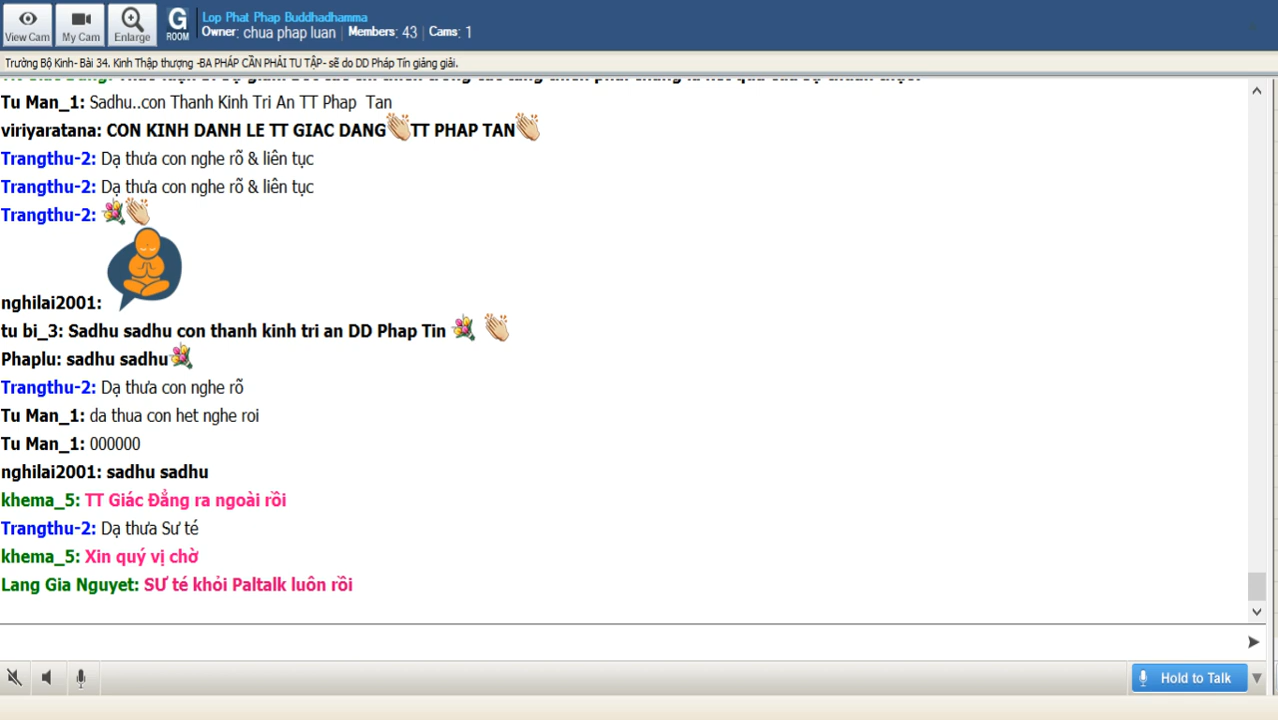 View Cam
My Cam
Enlarge
G
ROOM
Lop Phat Phap Buddhadhamma
Owner: chua phap luan | Members: 43 | Cams: 1
Trường Bộ Kinh- Bài 34. Kinh Thập thượng -BA PHÁP CẦN PHẢI TU TẬP- sẽ do DD Pháp Tín giảng giải.
Tu Man_1: Sadhu..con Thanh Kinh Tri An TT Phap Tan
viriyaratana: CON KINH DANH LE TT GIAC DANG TT PHAP TAN
Trangthu-2: Dạ thưa con nghe rõ & liên tục
Trangthu-2: Dạ thưa con nghe rõ & liên tục
Trangthu-2:
nghilai2001:
tu bi_3: Sadhu sadhu con thanh kinh tri an DD Phap Tin
Phaplu: sadhu sadhu
Trangthu-2: Dạ thưa con nghe rõ
Tu Man_1: da thua con het nghe roi
Tu Man_1: 000000
nghilai2001: sadhu sadhu
khema_5: TT Giác Đẳng ra ngoài rồi
Trangthu-2: Dạ thưa Sư té
khema_5: Xin quý vị chờ
Lang Gia Nguyet: SƯ té khỏi Paltalk luôn rồi
Hold to Talk